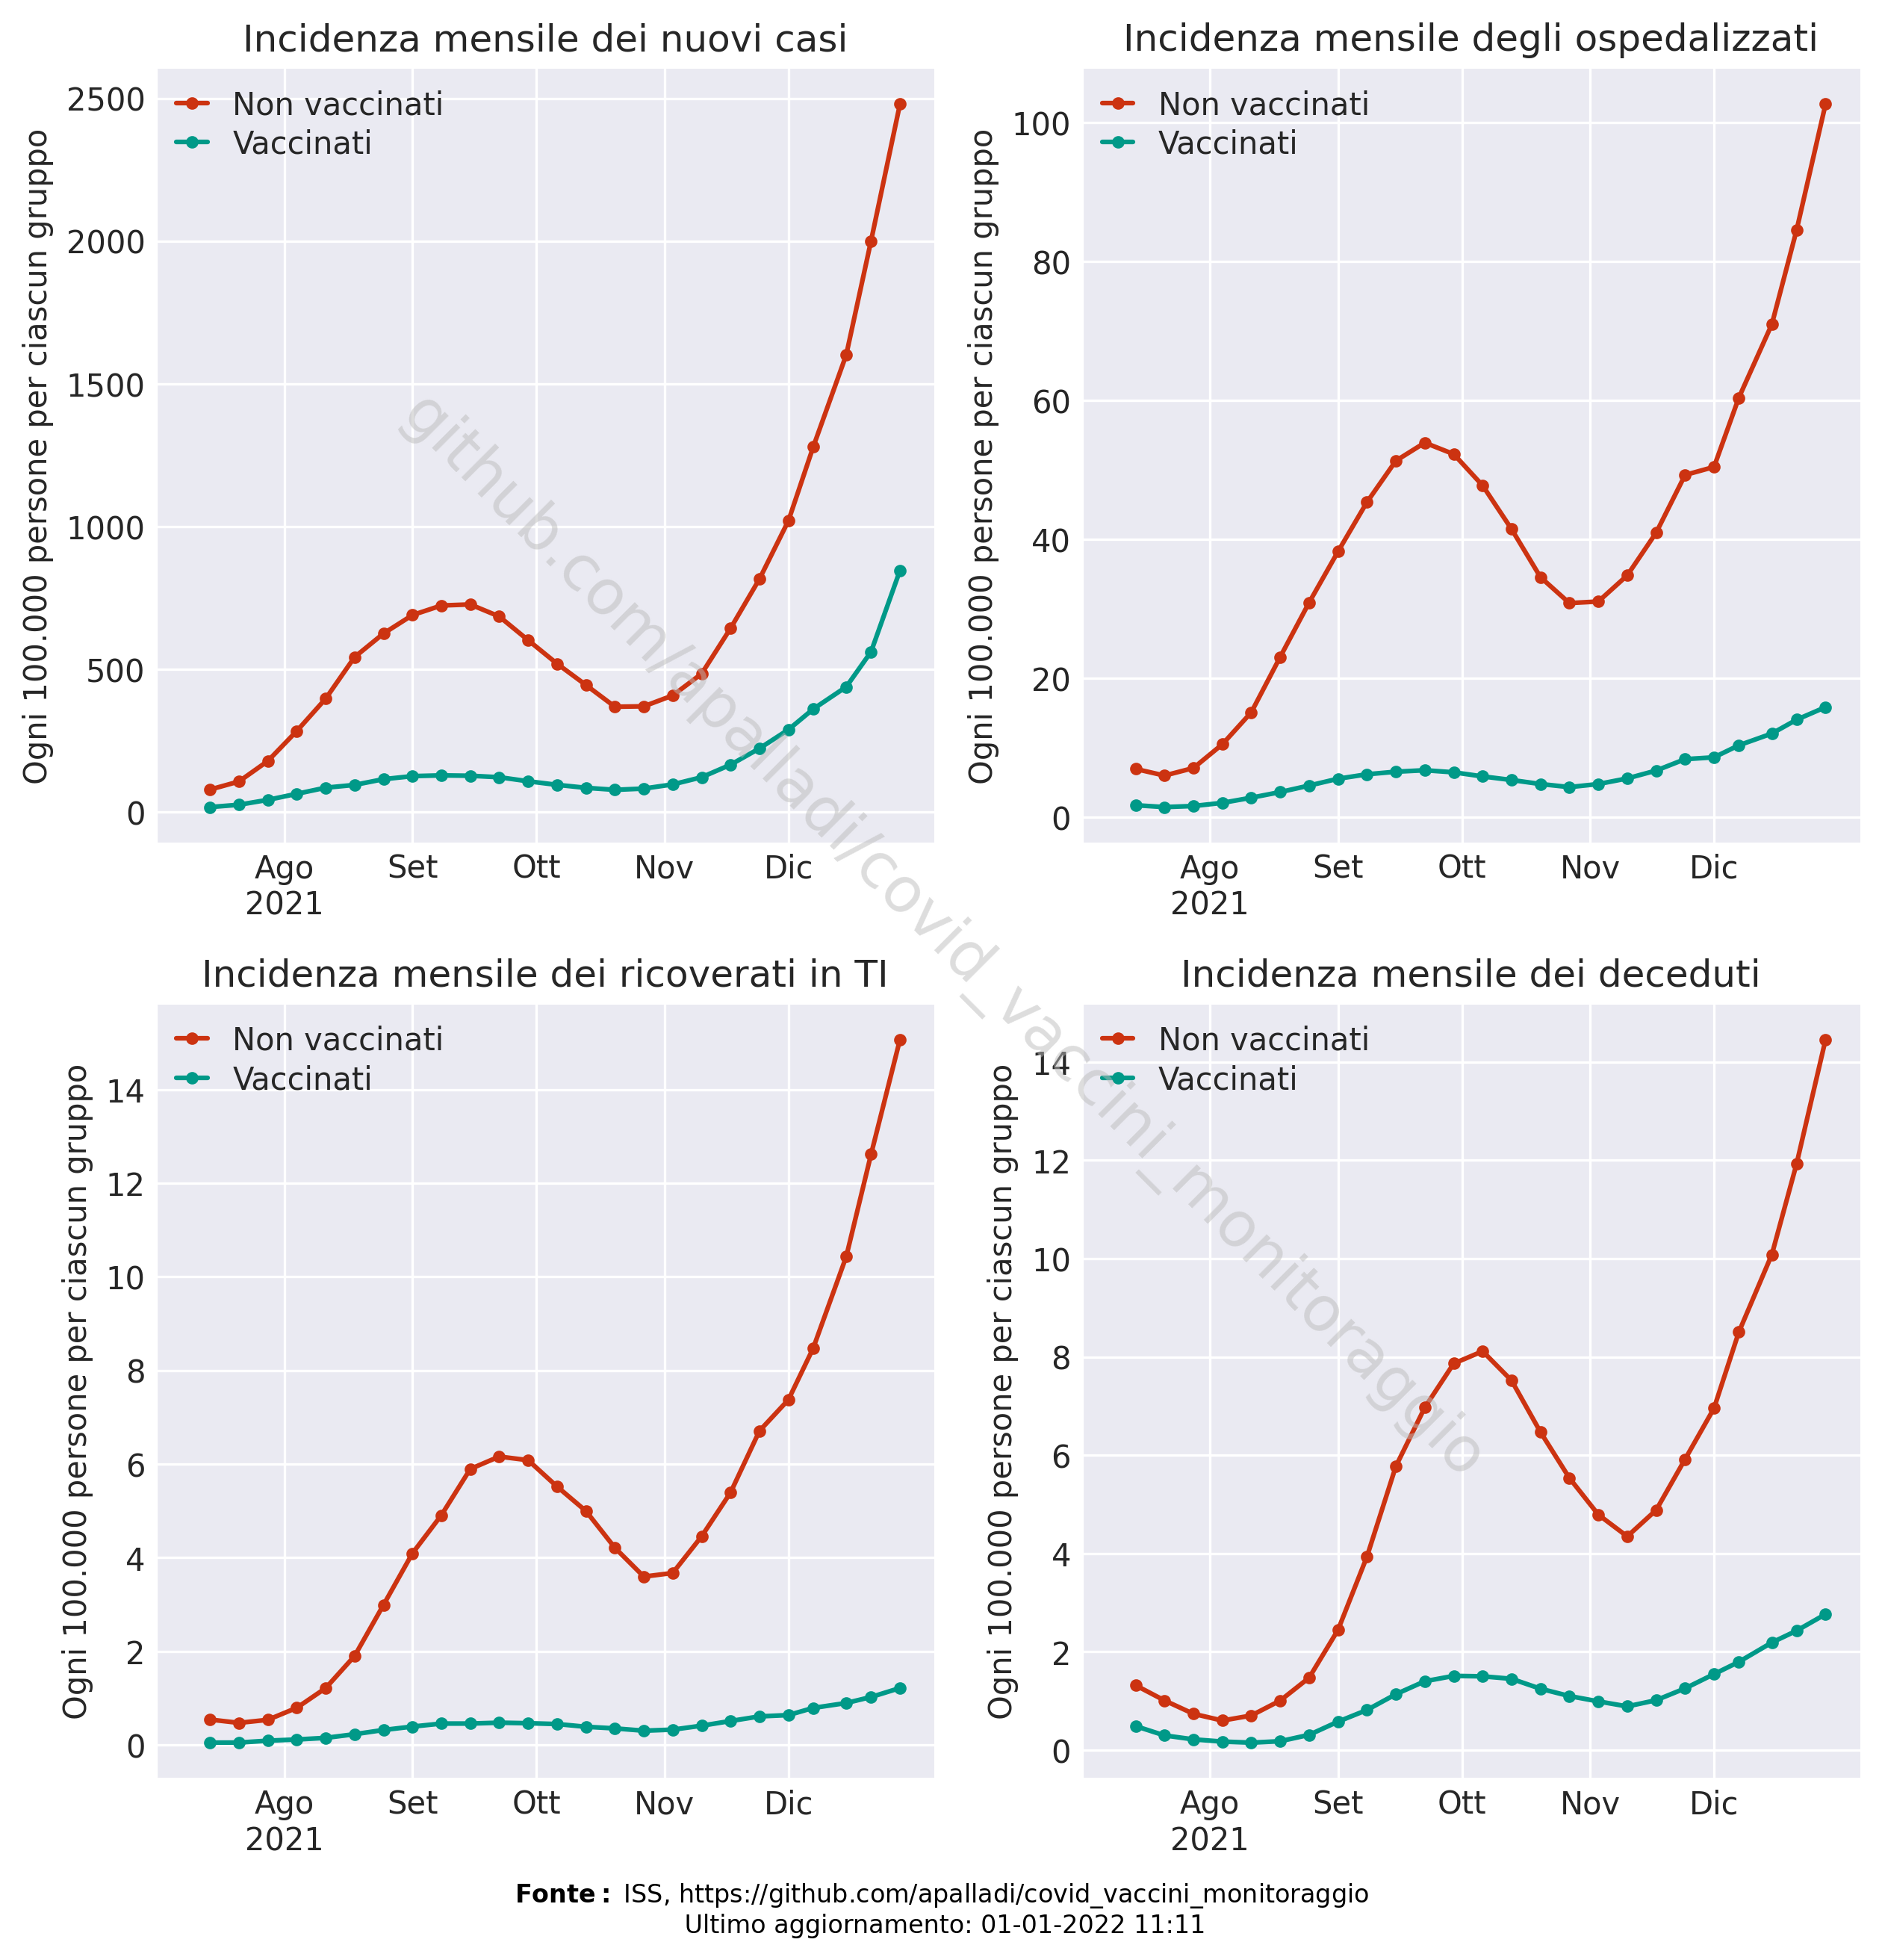 Incidenza mensile dei nuovi casi
Ogni 100.000 persone per ciascun gruppo
2500
2000
1500
1000
500
0
Non vaccinati
Vaccinati
Ago
2021
Set
Ott
Nov
Dic
Incidenza mensile degli ospedalizzati
Ogni 100.000 persone per ciascun gruppo
100
80
60
40
20
0
Non vaccinati
Vaccinati
Ago
2021
Set
Ott
Nov
Dic
Incidenza mensile dei ricoverati in TI
Ogni 100.000 persone per ciascun gruppo
14
12
10
8
6
4
2
0
Non vaccinati
Vaccinati
Ago
2021
Set
Ott
Nov
Dic
Incidenza mensile dei deceduti
Ogni 100.000 persone per ciascun gruppo
14
12
10
8
6
4
2
0
Non vaccinati
Vaccinati
Ago
2021
Set
Ott
Nov
Dic
github.com/apalladi/covid_vaccini_monitoraggio
Fonte: ISS, https://github.com/apalladi/covid_vaccini_monitoraggio
Ultimo aggiornamento: 01-01-2022 11:11